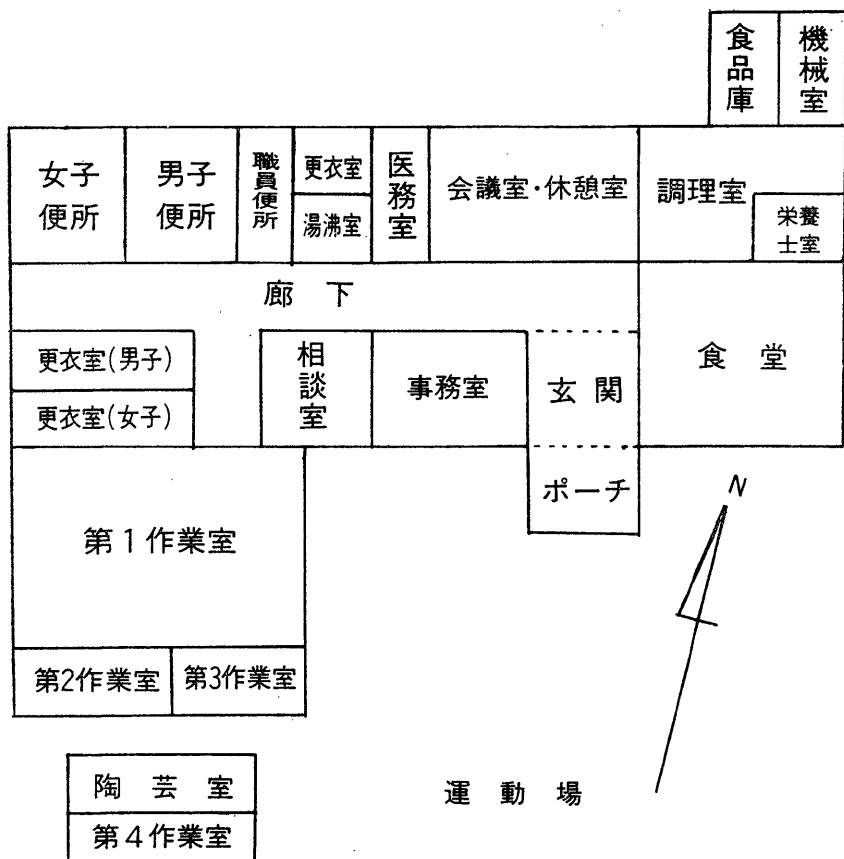 食品庫
機械室
女子便所
男子便所
職員便所
更衣室
湯沸室
医務室
会議室・休憩室
調理室
栄養士室
廊下
更衣室(男子)
更衣室(女子)
相談室
事務室
玄関
食堂
ポーチ
N
第1作業室
第2作業室
第3作業室
陶芸室
第4作業室
運動場